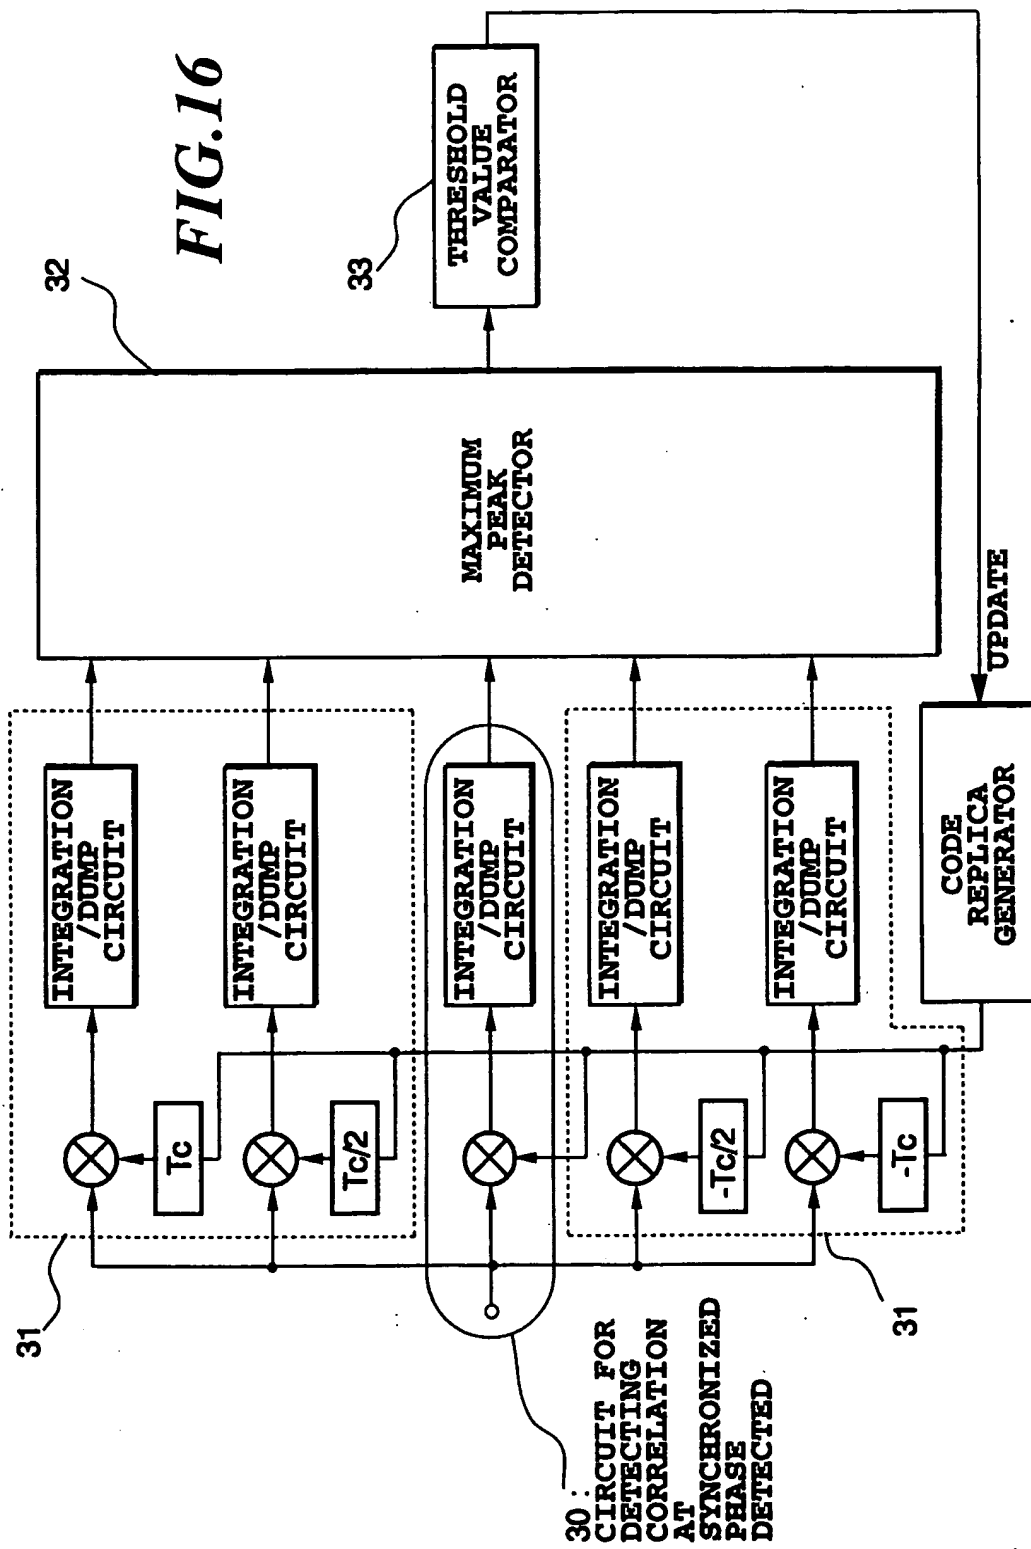 FIG.16
31
32
33
INTEGRATION
/DUMP
CIRCUIT
Tc
INTEGRATION
/DUMP
CIRCUIT
Tc/2
30:
CIRCUIT FOR
DETECTING
CORRELATION
AT
SYNCHRONIZED
PHASE
DETECTED
INTEGRATION
/DUMP
CIRCUIT
MAXIMUM
PEAK
DETECTOR
THRESHOLD
VALUE
COMPARATOR
INTEGRATION
/DUMP
CIRCUIT
-Tc/2
INTEGRATION
/DUMP
CIRCUIT
-Tc
31
CODE
REPLICA
GENERATOR
UPDATE